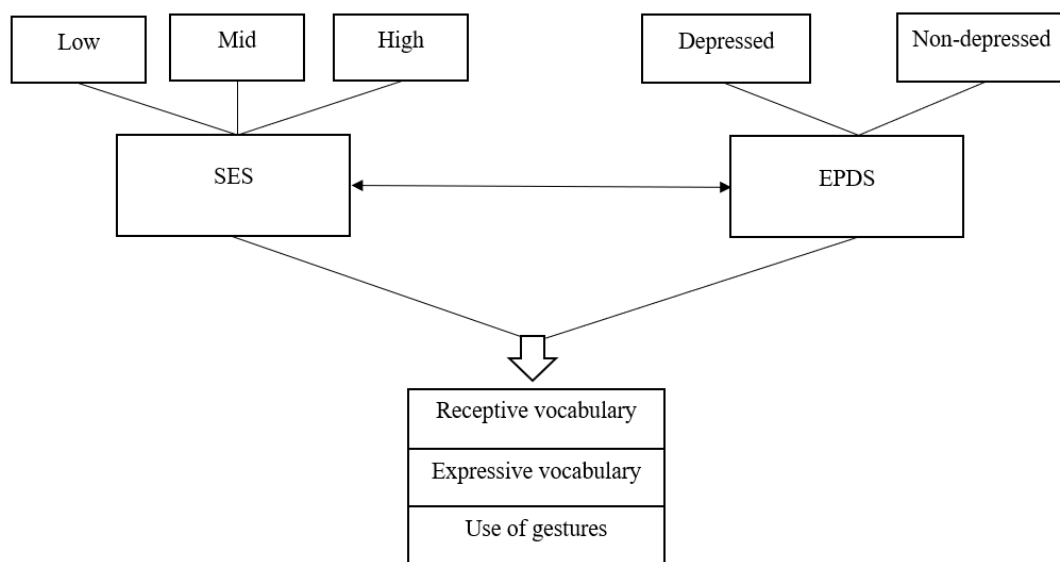 Low
Mid
High
Depressed
Non-depressed
SES
EPDS
Receptive vocabulary
Expressive vocabulary
Use of gestures